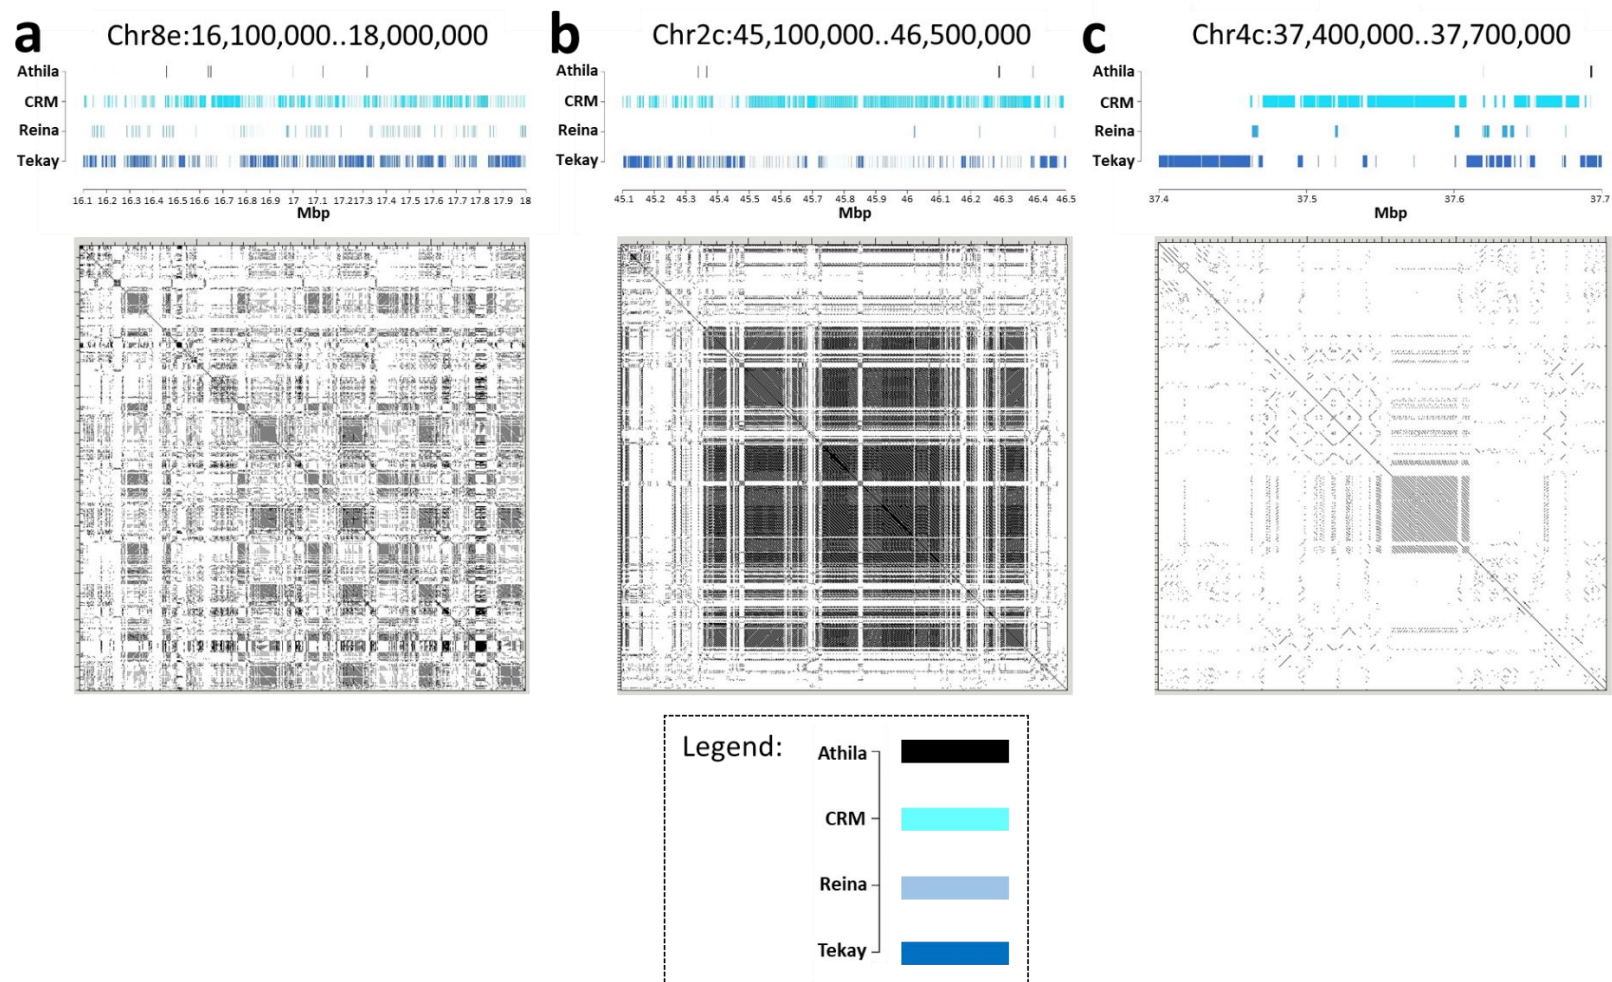 a Chr8e:16,100,000..18,000,000
Athila
CRM
Reina
Tekay
16.1 16.2 16.3 16.4 16.5 16.6 16.7 16.8 16.9 17 17.1 17.2 17.3 17.4 17.5 17.6 17.7 17.8 17.9 18
Mbp
b Chr2c:45,100,000..46,500,000
Athila
CRM
Reina
Tekay
45.1 45.2 45.3 45.4 45.5 45.6 45.7 45.8 45.9 46 46.1 46.2 46.3 46.4 46.5
Mbp
c Chr4c:37,400,000..37,700,000
Athila
CRM
Reina
Tekay
37.4 37.5 37.6 37.7
Mbp
Legend:
Athila
CRM
Reina
Tekay